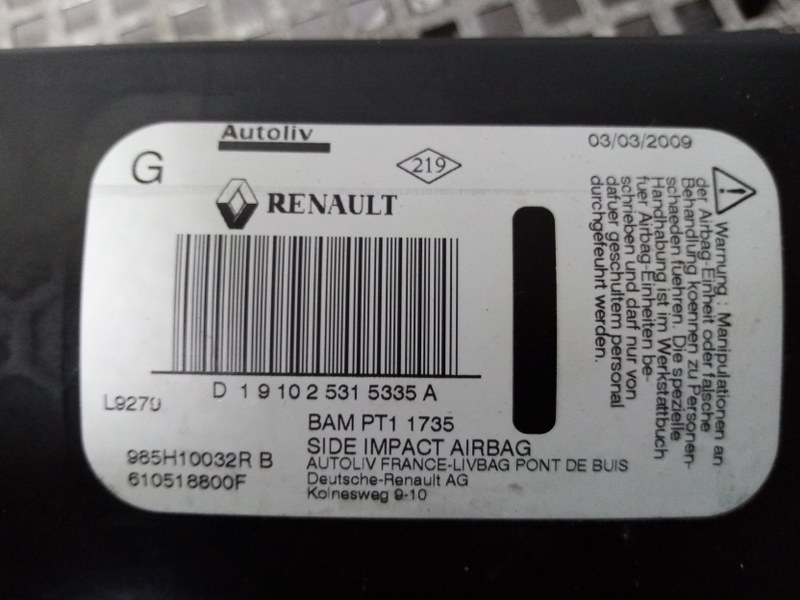 Autoliv
G
219
03/03/2009
RENAULT
D 1 9 10 2 531 5335 A
L9270
BAM PT1 1735
SIDE IMPACT AIRBAG
985H10032R B
AUTOLIV FRANCE-LIVBAG PONT DE BUIS
610518800F
Deutsche-Renault AG
Kolnesweg 9-10
Warnung : Manipulationen an
der Airbag-Einheit oder falsche
Behandlung koennen zu Personen-
schaeden fuehren. Die spezielle
Handhabung ist im Werkstattbuch
fuer Airbag-Einheiten be-
schrieben und darf nur von
dafuer geschultem personal
durchgefeuhrt werden.